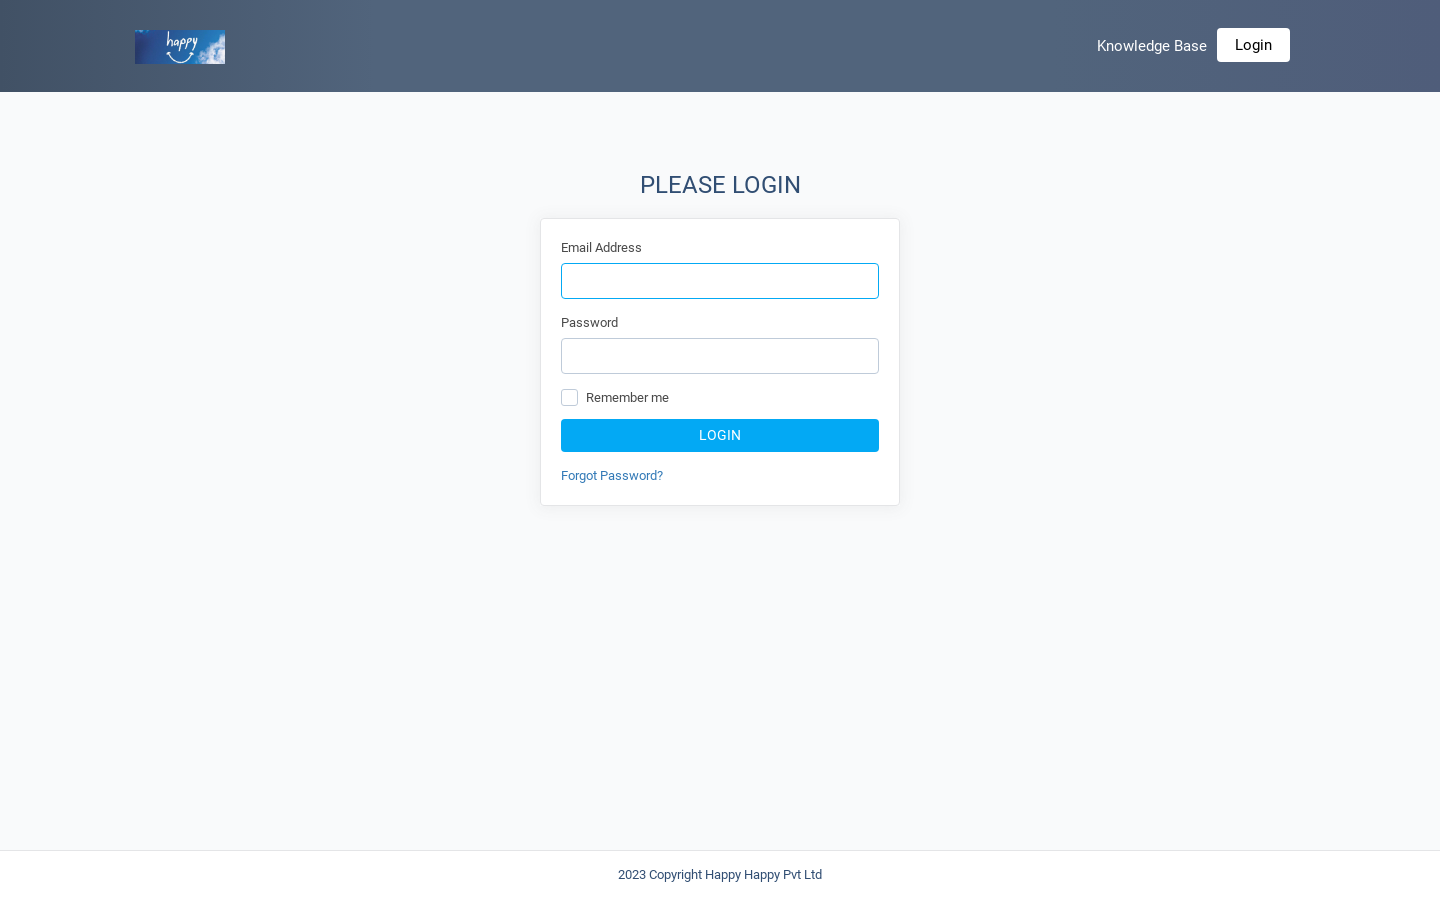 happy
Knowledge Base
Login
PLEASE LOGIN
Email Address
Password
Remember me
LOGIN
Forgot Password?
2023 Copyright Happy Happy Pvt Ltd